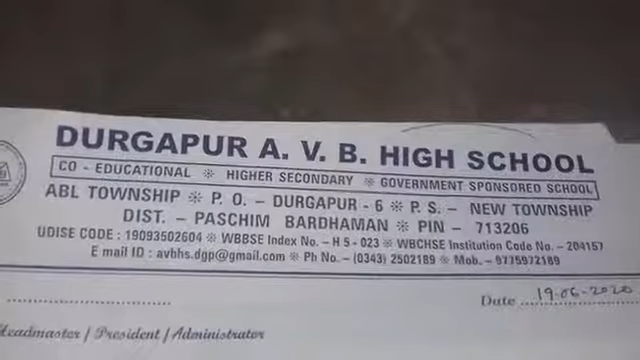 DURGAPUR A. V. B. HIGH SCHOOL
CO - EDUCATIONAL ❊ HIGHER SECONDARY ❊ GOVERNMENT SPONSORED SCHOOL
ABL TOWNSHIP ❊ P. O. - DURGAPUR - 6 ❊ P. S. - NEW TOWNSHIP
DIST. - PASCHIM BARDHAMAN ❊ PIN - 713206
UDISE CODE : 19093502604 ❊ WBBSE Index No. - H 5 - 023 ❊ WBCHSE Institution Code No. - 204157
E mail ID : avbhs.dgp@gmail.com ❊ Ph No. - (0343) 2502189 ❊ Mob. - 9775972189
Date 19-06-2020
Headmaster / President / Administrator